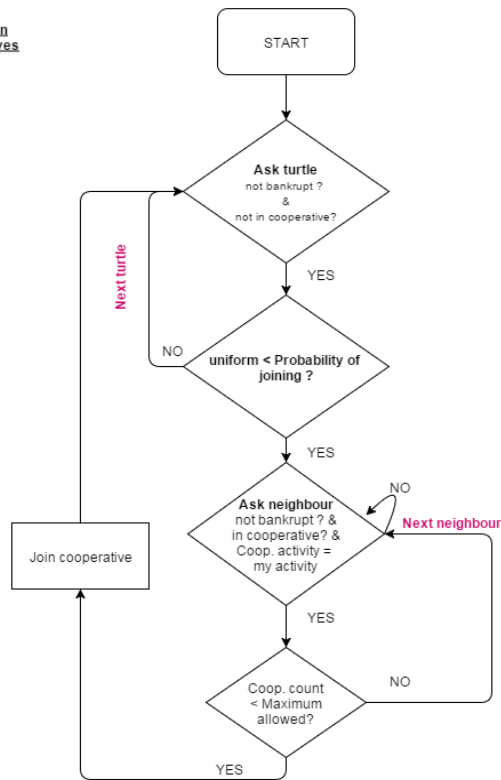 START
Ask turtle
not bankrupt ?
&
not in cooperative?
Next turtle
YES
NO
uniform < Probability of
joining ?
YES
Ask neighbour
not bankrupt ? &
in cooperative? &
Coop. activity =
my activity
NO
Next neighbour
Join cooperative
YES
Coop. count
< Maximum
allowed?
NO
YES